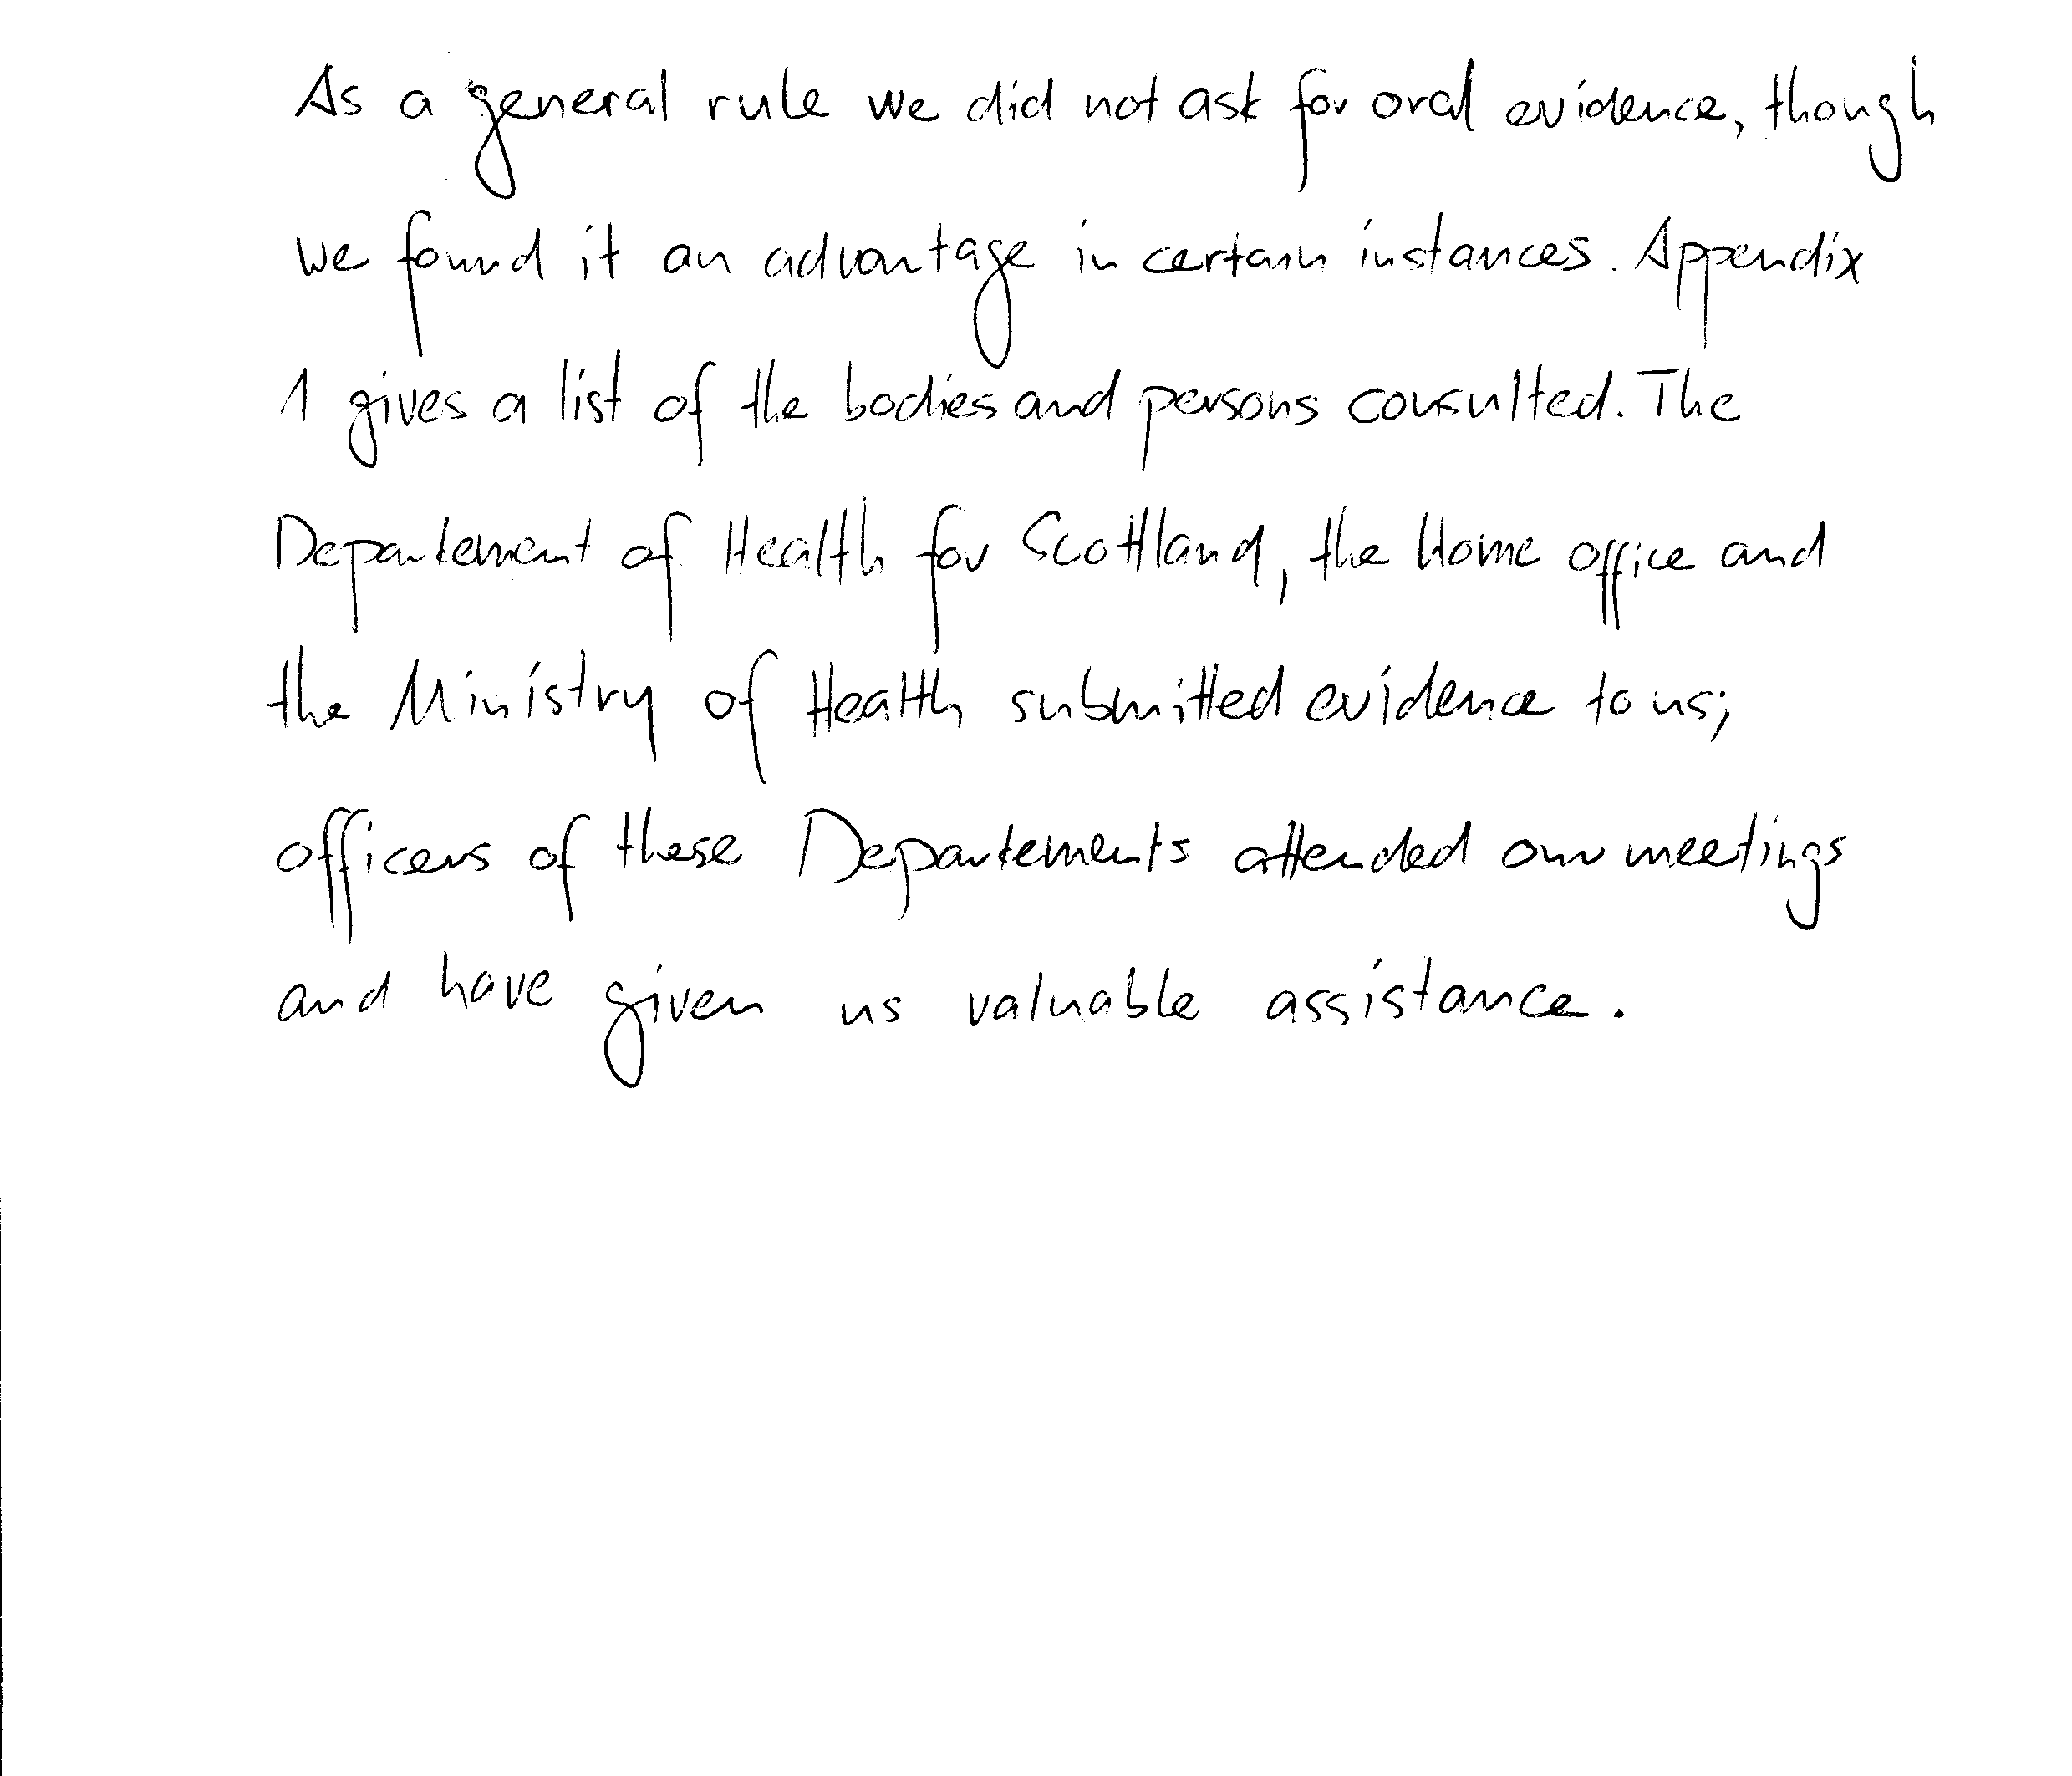 As a general rule we did not ask for oral evidence, though
we found it an advantage in certain instances. Appendix
1 gives a list of the bodies and persons consulted. The
Departement of Health for Scottland, the Home office and
the Ministry of Health submitted evidence to us;
officers of these Departements attended our meetings
and have given us valuable assistance.